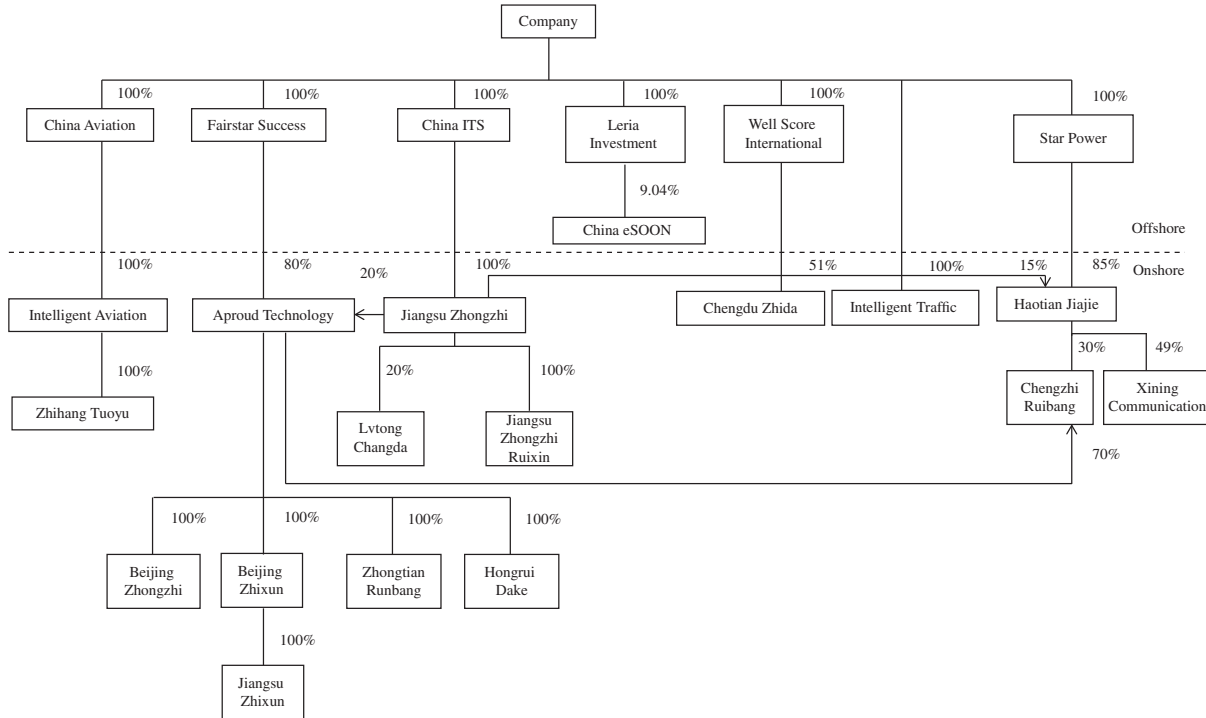 Company
100%
100%
100%
100%
100%
100%
China Aviation
Fairstar Success
China ITS
Leria
Investment
Well Score
International
Star Power
9.04%
China eSOON
Offshore
Onshore
100%
80%
20%
100%
51%
100%
15%
85%
Intelligent Aviation
Aproud Technology
Jiangsu Zhongzhi
Chengdu Zhida
Intelligent Traffic
Haotian Jiajie
100%
20%
100%
30%
49%
Zhihang Tuoyu
Lvtong
Changda
Jiangsu
Zhongzhi
Ruixin
Chengzhi
Ruibang
Xining
Communication
70%
100%
100%
100%
100%
Beijing
Zhongzhi
Beijing
Zhixun
Zhongtian
Runbang
Hongrui
Dake
100%
Jiangsu
Zhixun